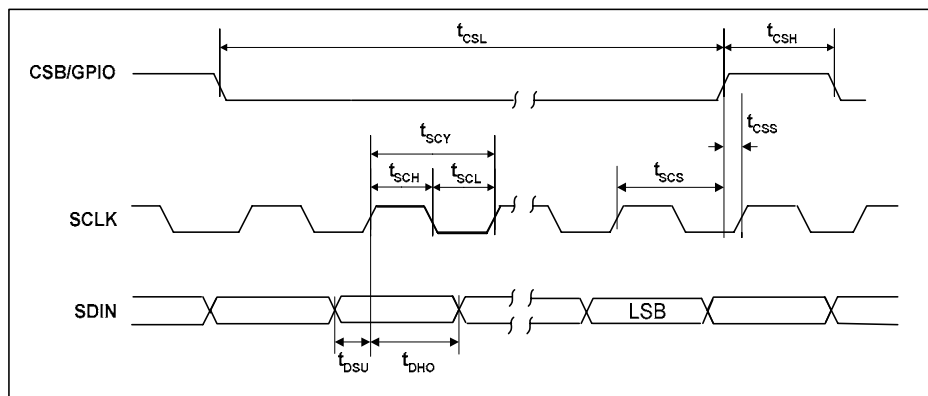 tCSL
tCSH
CSB/GPIO
tCSS
tSCY
tSCH
tSCL
tSCS
SCLK
SDIN
LSB
tDSU
tDHO